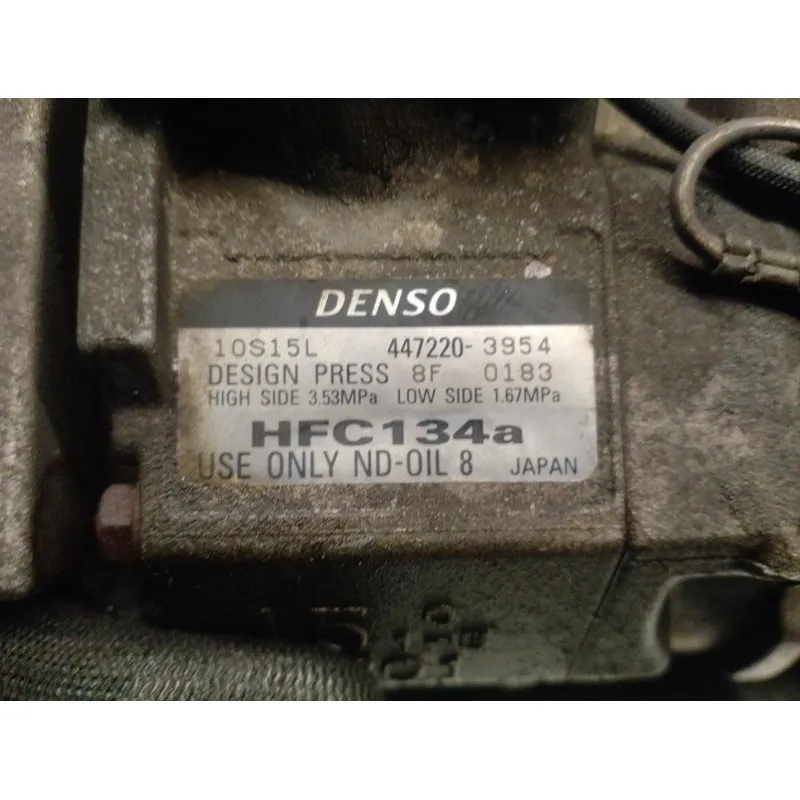 DENSO
10S15L 447220-3954
DESIGN PRESS 8F 0183
HIGH SIDE 3.53MPa LOW SIDE 1.67MPa
HFC134a
USE ONLY ND-OIL 8 JAPAN